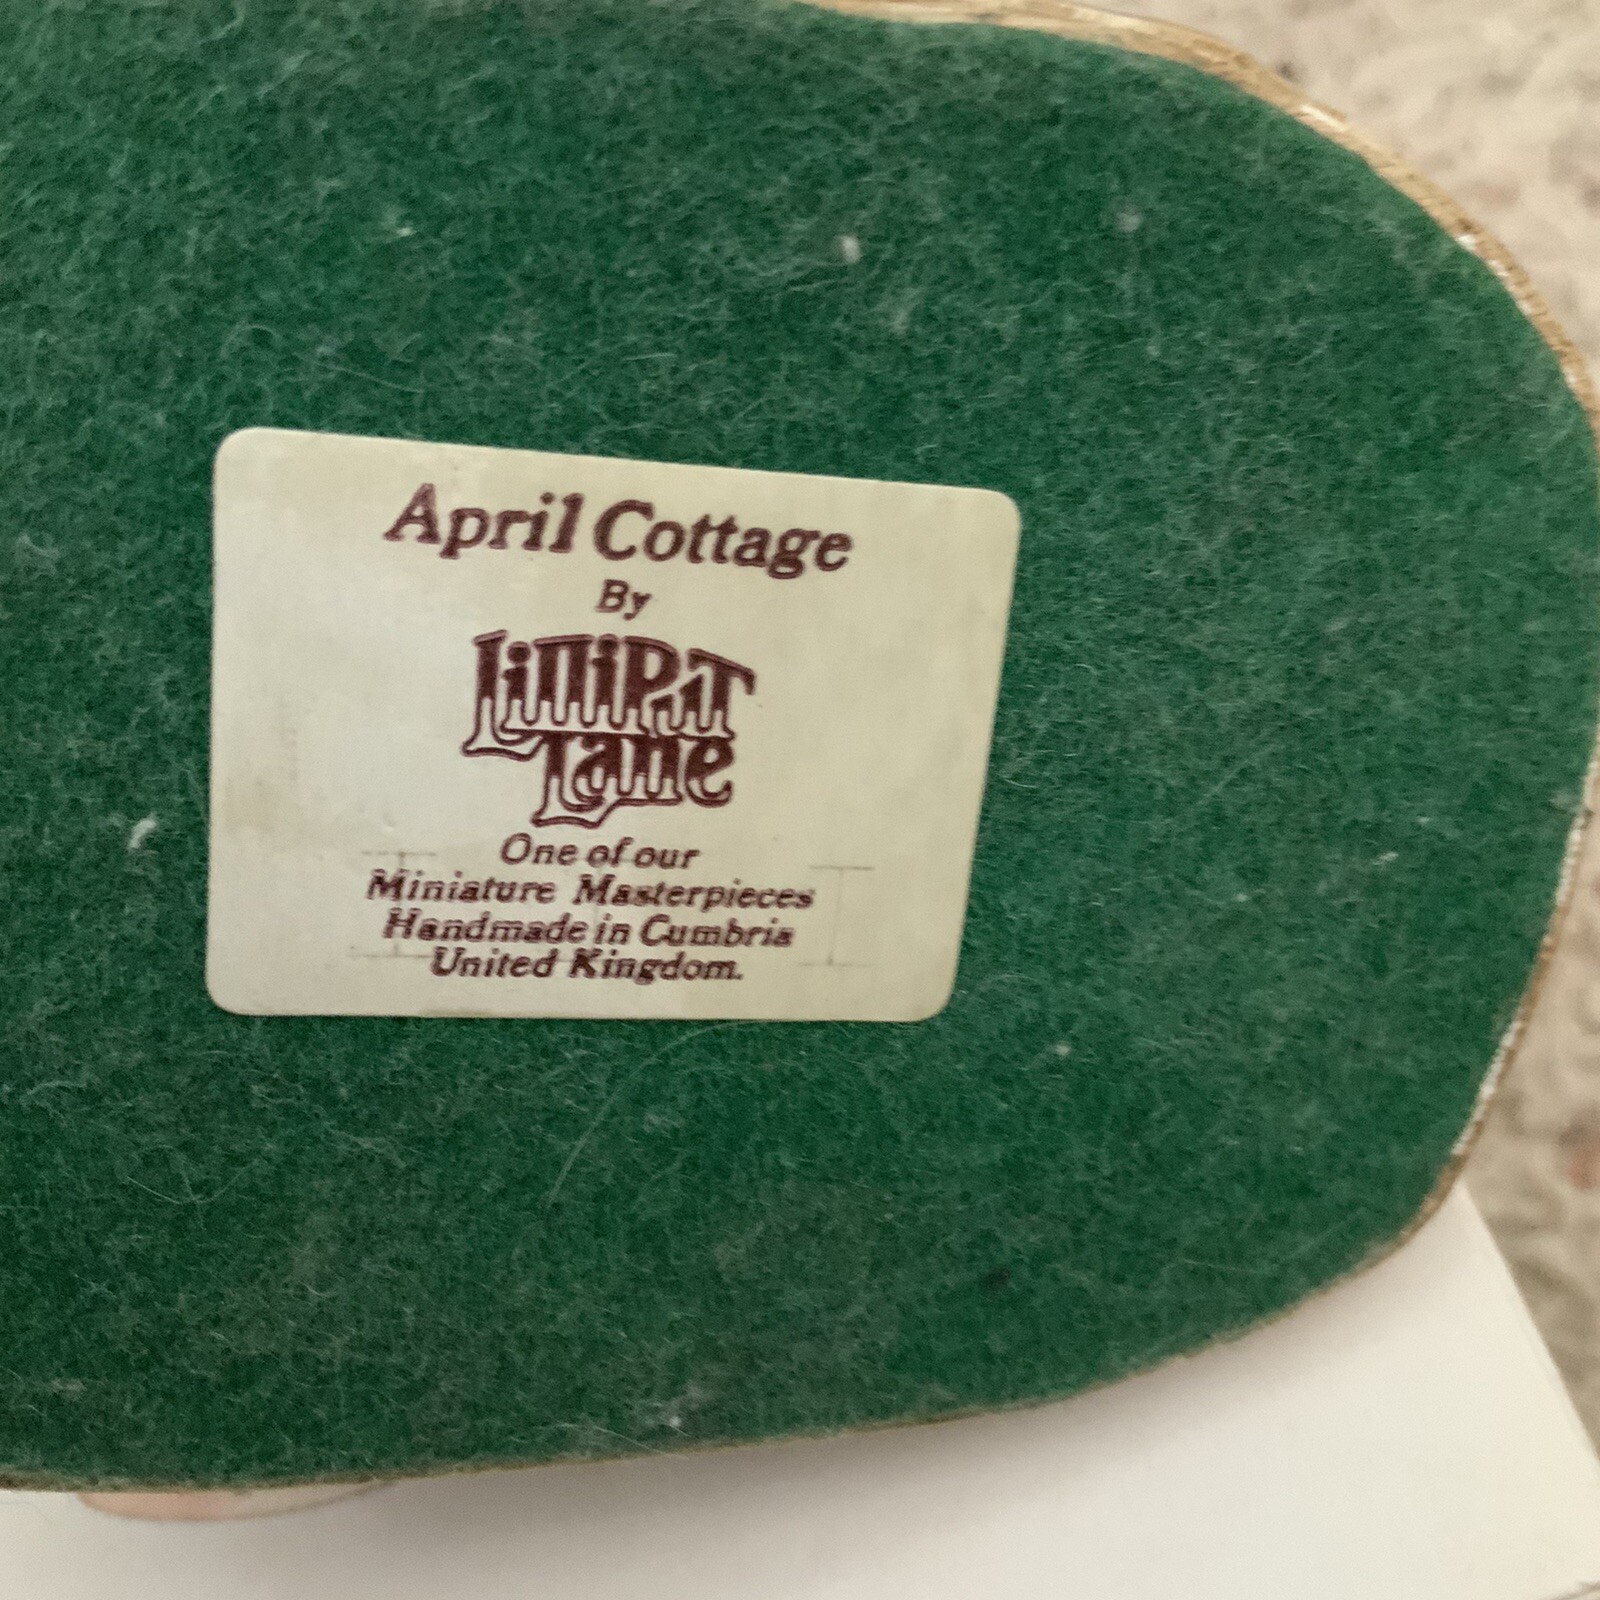 April Cottage
By
Lilliput
Lane
One of our
Miniature Masterpieces
Handmade in Cumbria
United Kingdom.